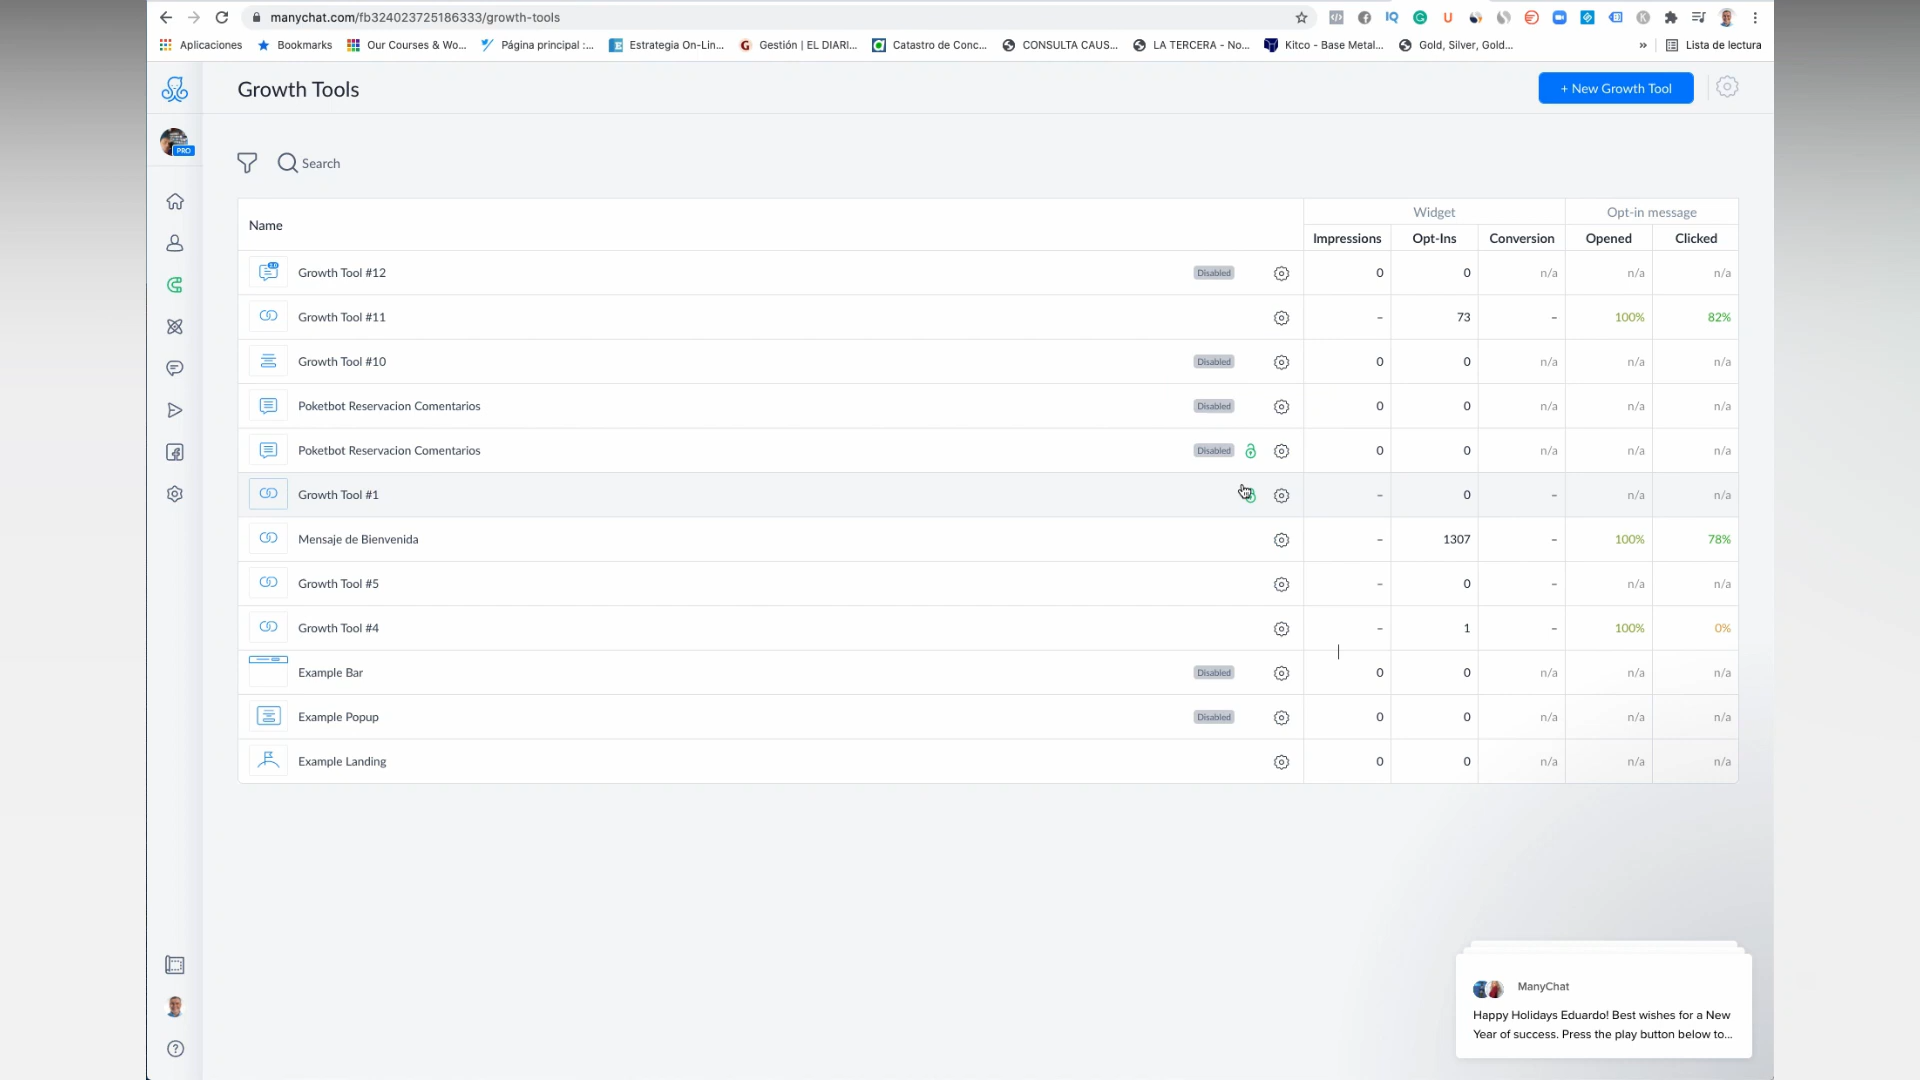 manychat.com/fb324023725186333/growth-tools
Aplicaciones Bookmarks Our Courses & Wo... Página principal :... Estrategia On-Lin... Gestión | EL DIARI... Catastro de Conc... CONSULTA CAUS... LA TERCERA - No... Kitco - Base Metal... Gold, Silver, Gold... » Lista de lectura
Growth Tools
+ New Growth Tool
PRO
Search
Name
Widget Opt-in message
Impressions Opt-Ins Conversion Opened Clicked
Growth Tool #12 Disabled 0 0 n/a n/a n/a
Growth Tool #11 – 73 – 100% 82%
Growth Tool #10 Disabled 0 0 n/a n/a n/a
Poketbot Reservacion Comentarios Disabled 0 0 n/a n/a n/a
Poketbot Reservacion Comentarios Disabled 0 0 n/a n/a n/a
Growth Tool #1 – 0 – n/a n/a
Mensaje de Bienvenida – 1307 – 100% 78%
Growth Tool #5 – 0 – n/a n/a
Growth Tool #4 – 1 – 100% 0%
Example Bar Disabled 0 0 n/a n/a n/a
Example Popup Disabled 0 0 n/a n/a n/a
Example Landing 0 0 n/a n/a n/a
ManyChat
Happy Holidays Eduardo! Best wishes for a New
Year of success. Press the play button below to...